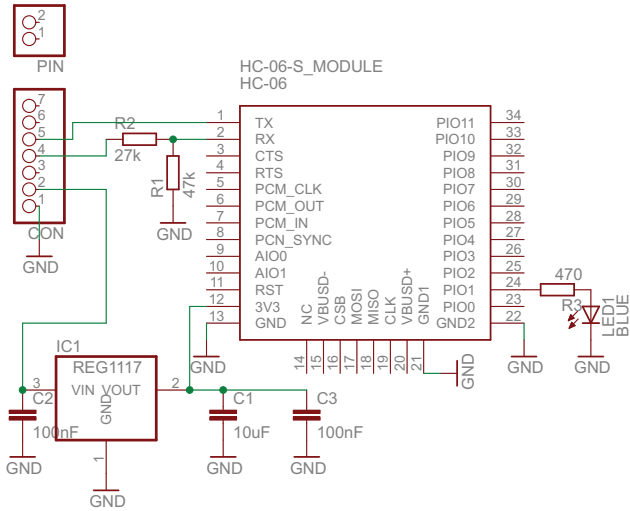 2
1
PIN
HC-06-S_MODULE
HC-06
7
6
5
4
3
2
1
CON
GND
R2
27k
R1
47k
GND
1 TX PIO11 34
2 RX PIO10 33
3 CTS PIO9 32
4 RTS PIO8 31
5 PCM_CLK PIO7 30
6 PCM_OUT PIO6 29
7 PCM_IN PIO5 28
8 PCN_SYNC PIO4 27
9 AIO0 PIO3 26
10 AIO1 PIO2 25
11 RST PIO1 24
12 3V3 PIO0 23
13 GND GND2 22
NC
VBUSD-
CSB
MOSI
MISO
CLK
VBUSD+
GND1
14
15
16
17
18
19
20
21
470
R3
LED1
BLUE
GND
GND
GND
GND
IC1
REG1117
3 VIN VOUT 2
GND
1
C2
100nF
GND
C1
10uF
GND
C3
100nF
GND
GND